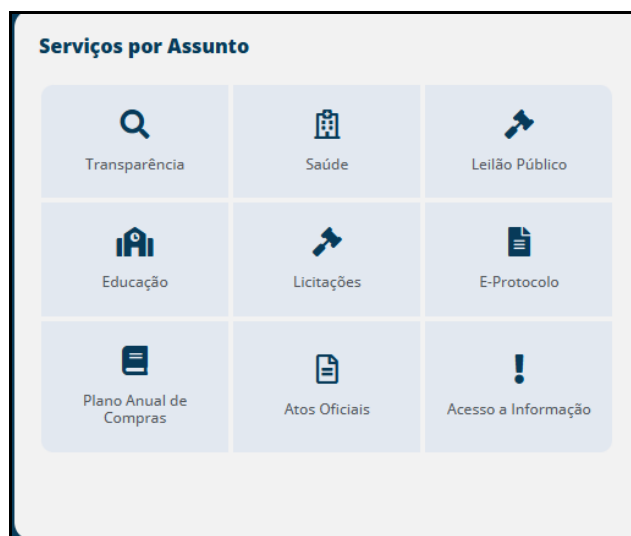 Serviços por Assunto
Transparência
Saúde
Leilão Público
Educação
Licitações
E-Protocolo
Plano Anual de
Compras
Atos Oficiais
Acesso a Informação